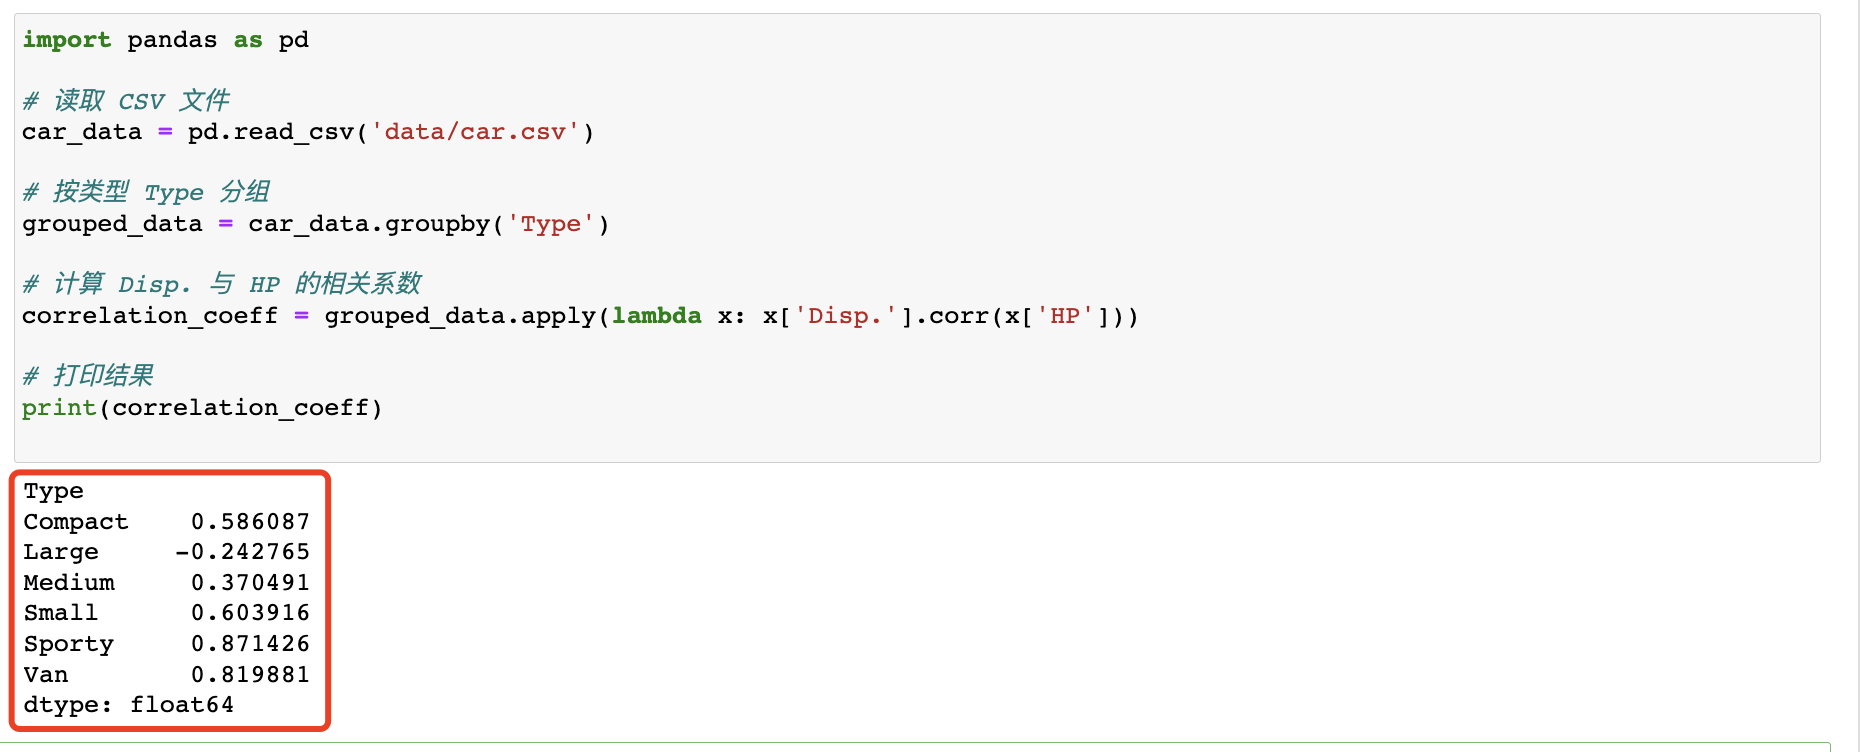 import pandas as pd
# 读取 CSV 文件
car_data = pd.read_csv('data/car.csv')
# 按类型 Type 分组
grouped_data = car_data.groupby('Type')
# 计算 Disp. 与 HP 的相关系数
correlation_coeff = grouped_data.apply(lambda x: x['Disp.'].corr(x['HP']))
# 打印结果
print(correlation_coeff)
Type
Compact    0.586087
Large     -0.242765
Medium     0.370491
Small      0.603916
Sporty     0.871426
Van        0.819881
dtype: float64